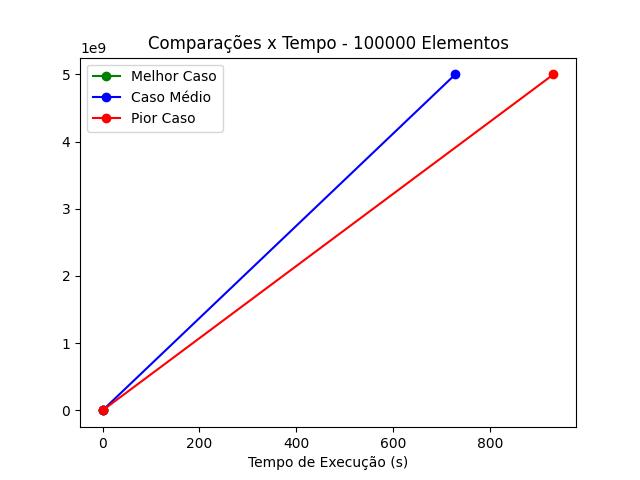 Comparações x Tempo - 100000 Elementos
1e9
Melhor Caso
Caso Médio
Pior Caso
5
4
3
2
1
0
0 200 400 600 800
Tempo de Execução (s)